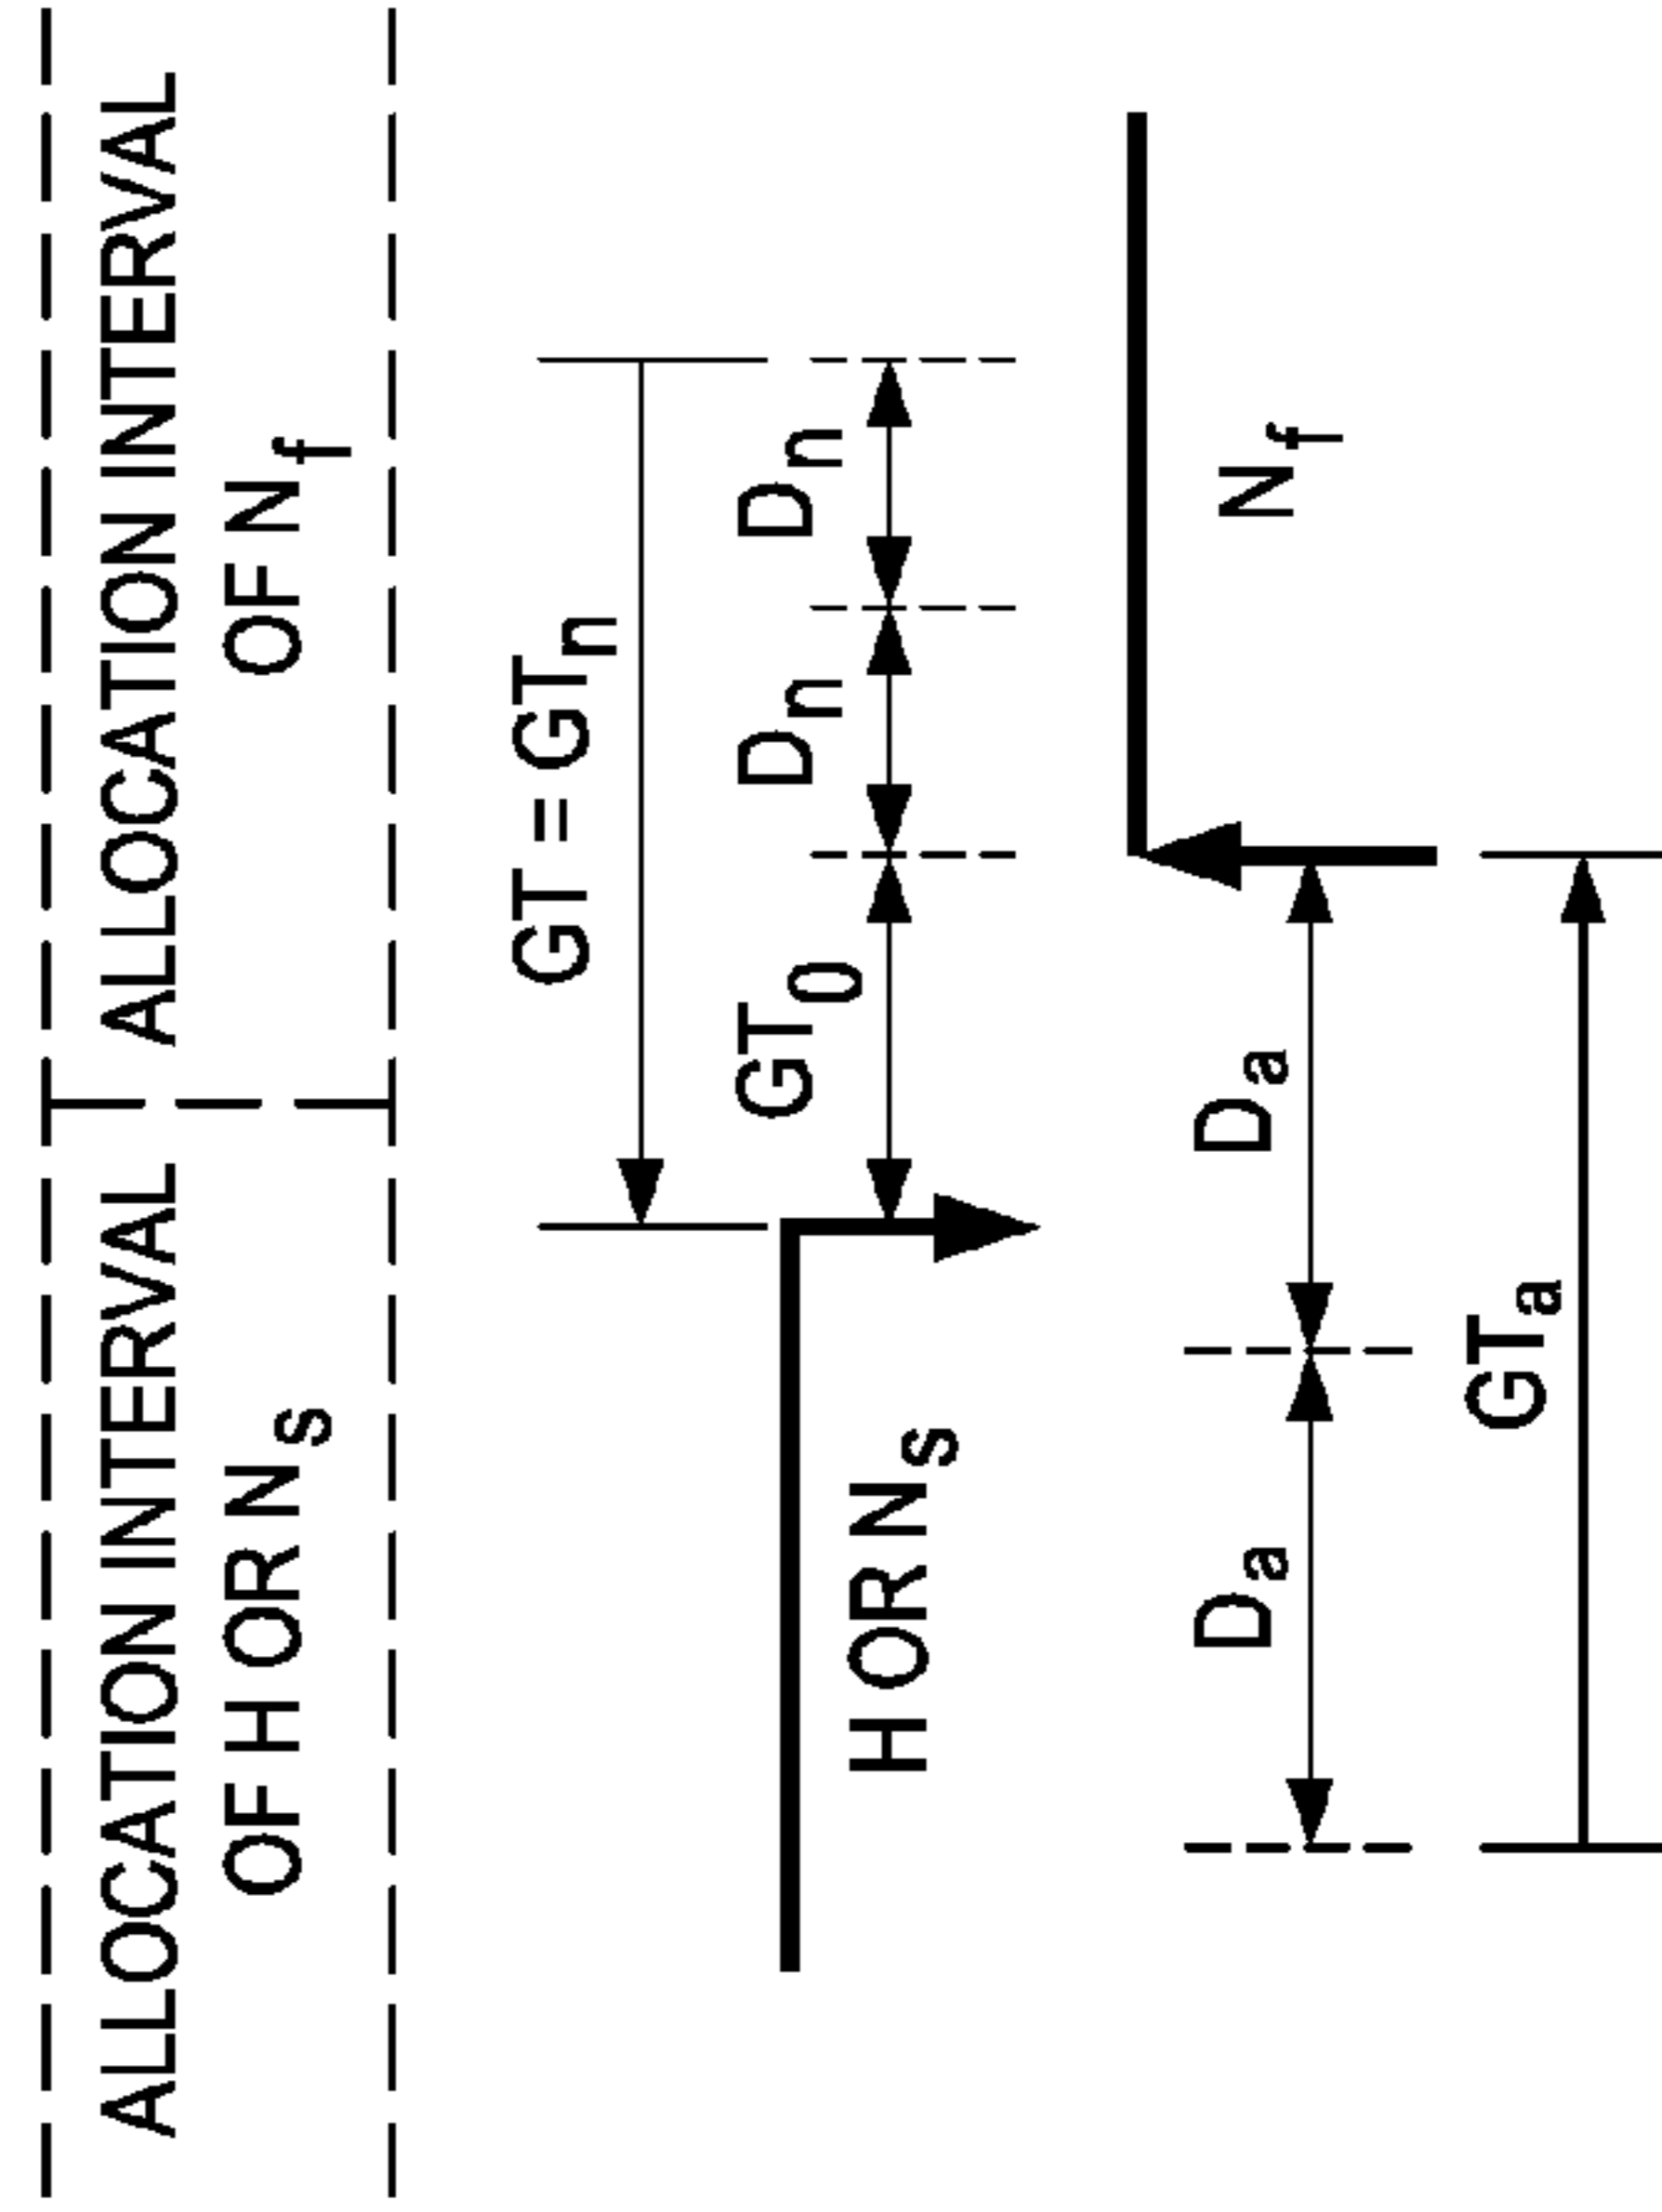 ALLOCATION INTERVAL
OF H OR Ns
ALLOCATION INTERVAL
OF Nf
GT = GTn
GT0
Dn
Dn
H OR Ns
Nf
Da
Da
GTa